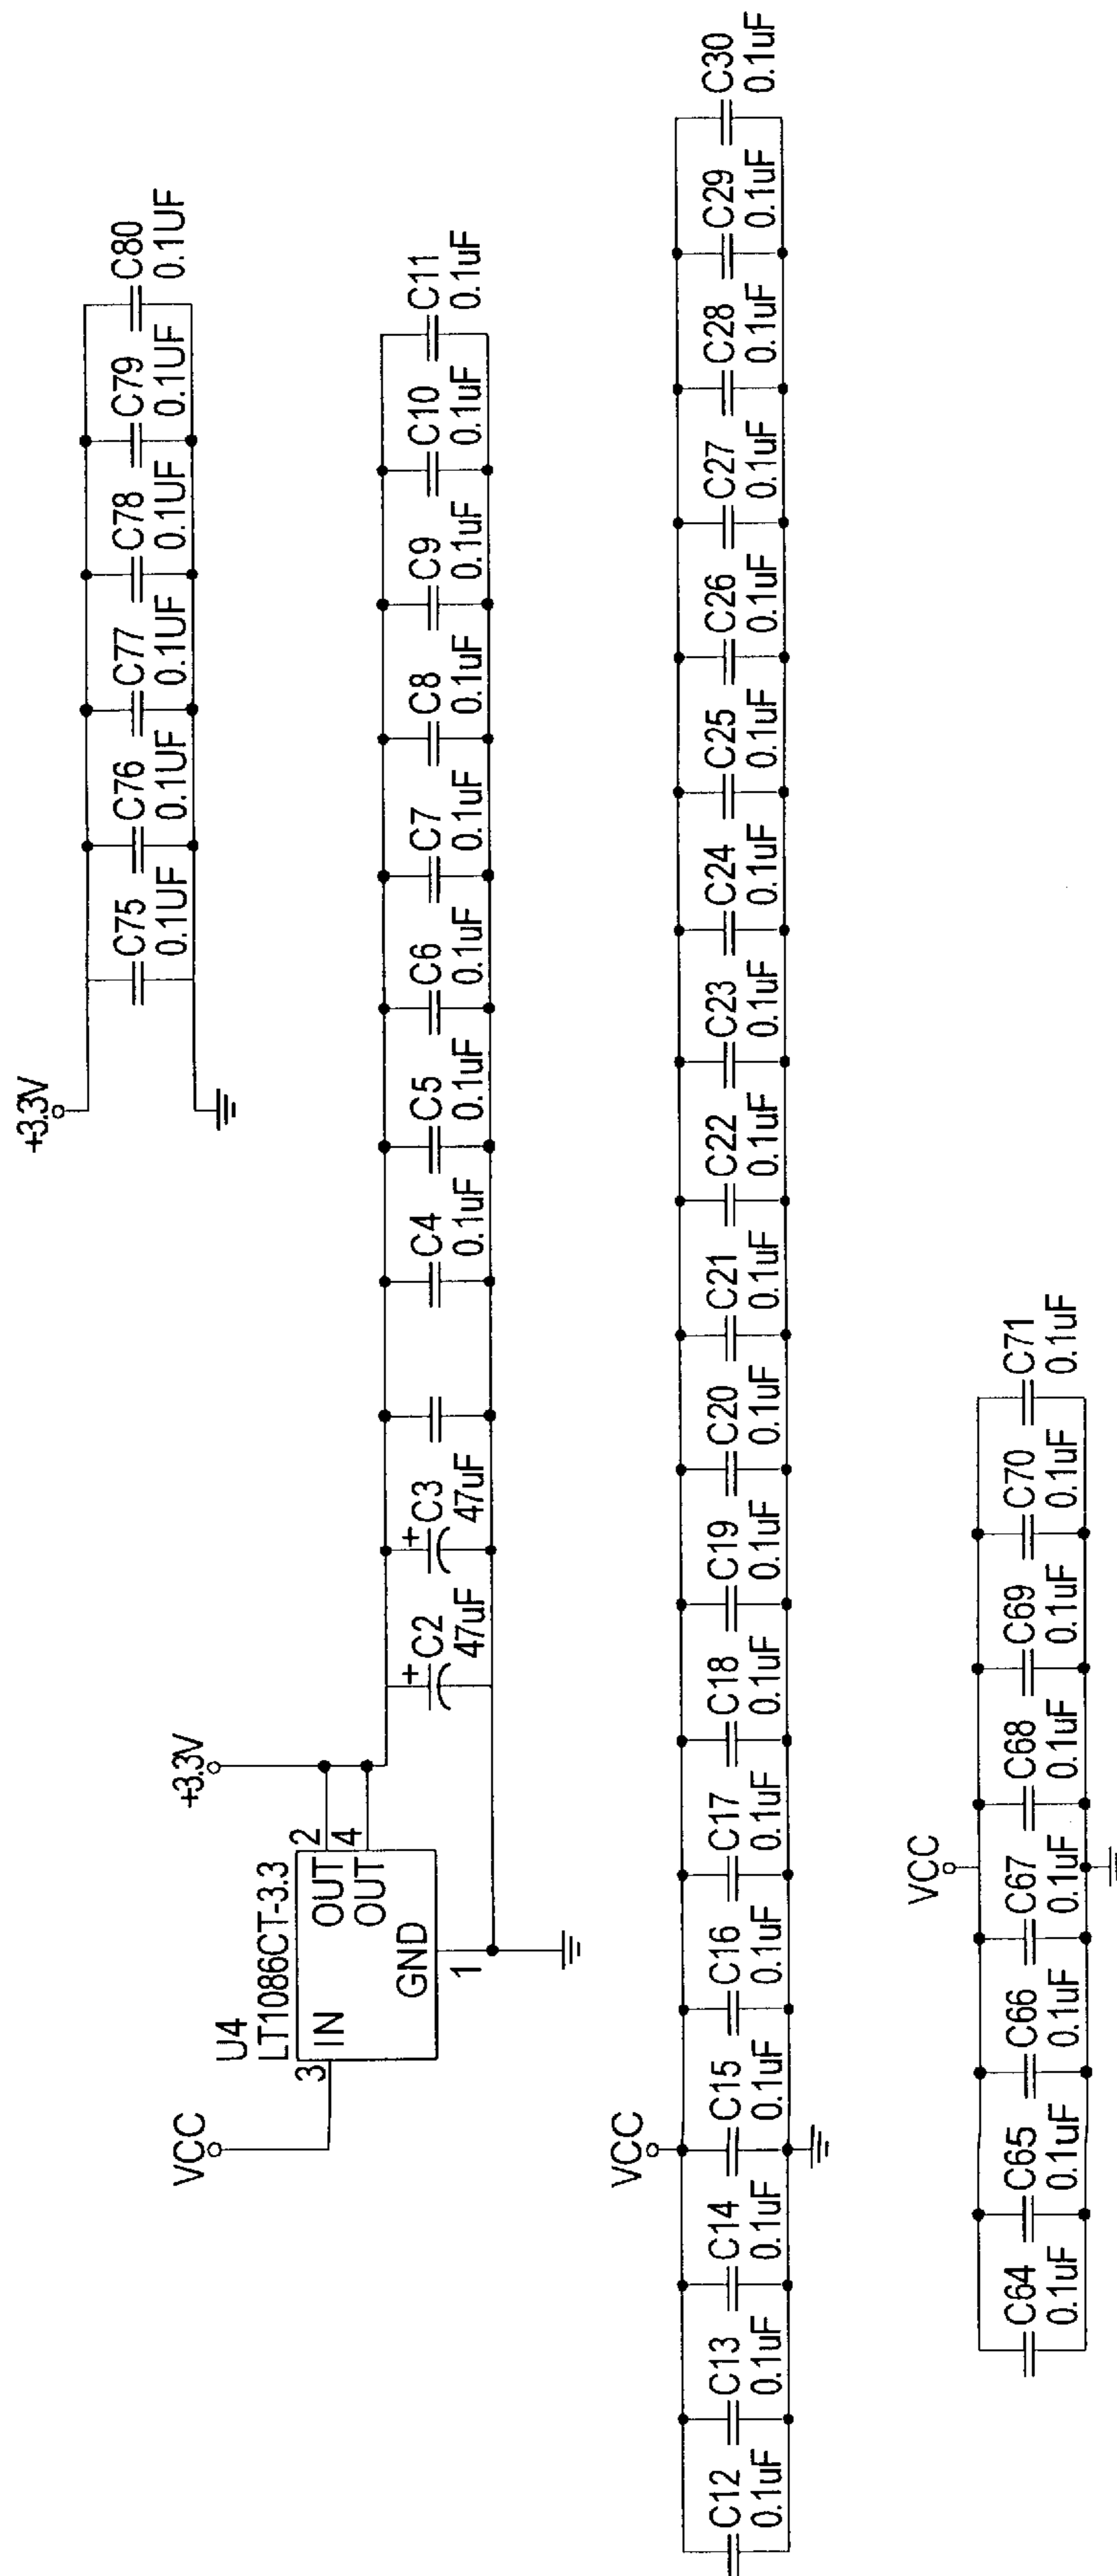 +3.3V
C75
0.1UF
C76
0.1UF
C77
0.1UF
C78
0.1UF
C79
0.1UF
C80
0.1UF
VCC
U4
LT1086CT-3.3
3
IN
OUT
2
OUT
4
GND
1
+3.3V
+
C2
47uF
+
C3
47uF
C4
0.1uF
C5
0.1uF
C6
0.1uF
C7
0.1uF
C8
0.1uF
C9
0.1uF
C10
0.1uF
C11
0.1uF
VCC
C12
0.1uF
C13
0.1uF
C14
0.1uF
C15
0.1uF
C16
0.1uF
C17
0.1uF
C18
0.1uF
C19
0.1uF
C20
0.1uF
C21
0.1uF
C22
0.1uF
C23
0.1uF
C24
0.1uF
C25
0.1uF
C26
0.1uF
C27
0.1uF
C28
0.1uF
C29
0.1uF
C30
0.1uF
VCC
C64
0.1uF
C65
0.1uF
C66
0.1uF
C67
0.1uF
C68
0.1uF
C69
0.1uF
C70
0.1uF
C71
0.1uF